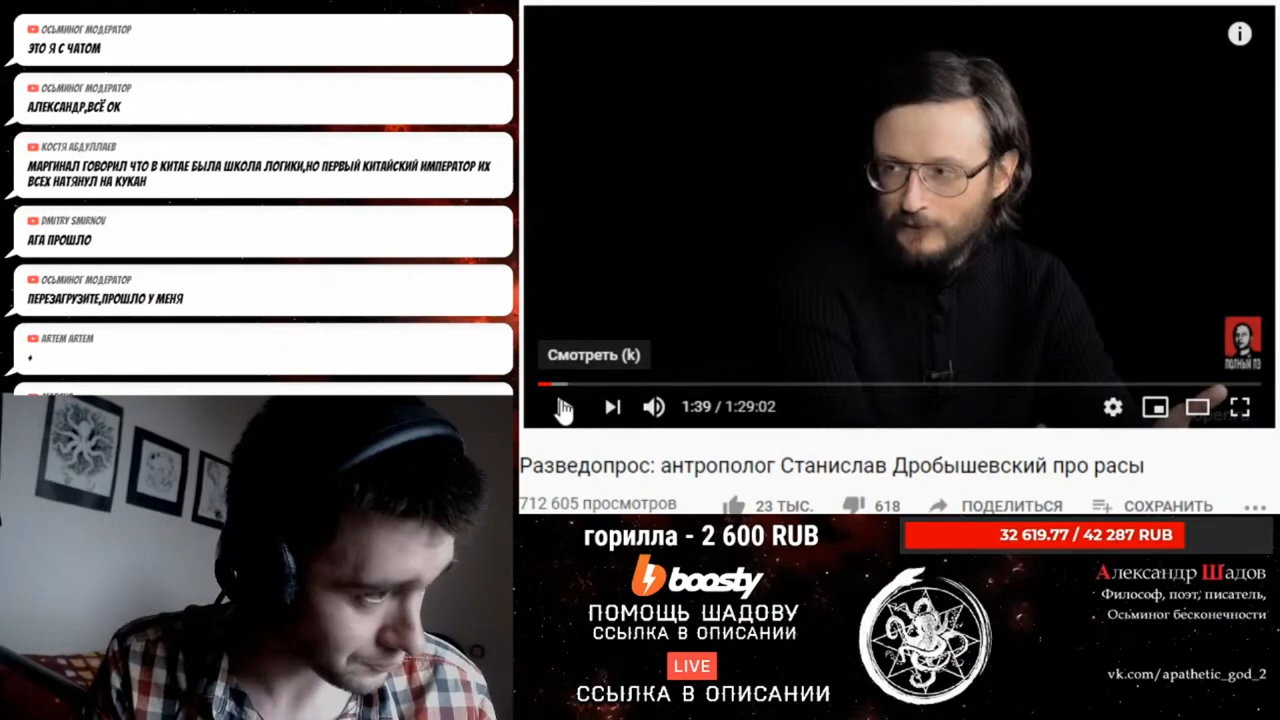 ОСЬМИНОГ МОДЕРАТОР
ЭТО Я С ЧАТОМ
ОСЬМИНОГ МОДЕРАТОР
АЛЕКСАНДР,ВСЁ ОК
КОСТЯ АБДУЛЛАЕВ
МАРГИНАЛ ГОВОРИЛ ЧТО В КИТАЕ БЫЛА ШКОЛА ЛОГИКИ,НО ПЕРВЫЙ КИТАЙСКИЙ ИМПЕРАТОР ИХ
ВСЕХ НАТЯНУЛ НА КУКАН
DMITRY SMIRNOV
АГА ПРОШЛО
ОСЬМИНОГ МОДЕРАТОР
ПЕРЕЗАГРУЗИТЕ,ПРОШЛО У МЕНЯ
ARTEM ARTEM
+
ПОЛНЫЙ ПЭ
Смотреть (k)
1:39 / 1:29:02
Разведопрос: антрополог Станислав Дробышевский про расы
712 605 просмотров
23 ТЫС.
618
ПОДЕЛИТЬСЯ
СОХРАНИТЬ
горилла - 2 600 RUB
boosty
ПОМОЩЬ ШАДОВУ
ССЫЛКА В ОПИСАНИИ
LIVE
ССЫЛКА В ОПИСАНИИ
32 619.77 / 42 287 RUB
Александр Шадов
Философ, поэт, писатель,
Осьминог бесконечности
vk.com/apathetic_god_2